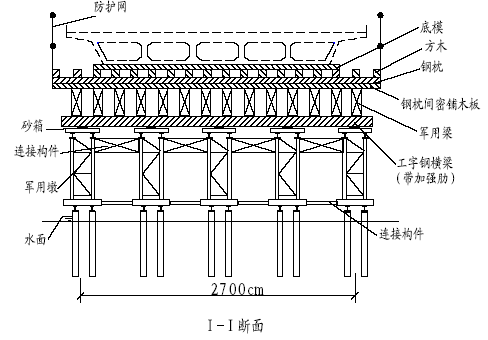 防护网
底模
方木
钢枕
钢枕间密铺木板
砂箱
军用梁
连接构件
工字钢横梁
(带加强肋)
军用墩
连接构件
水面
2700cm
I-I断面